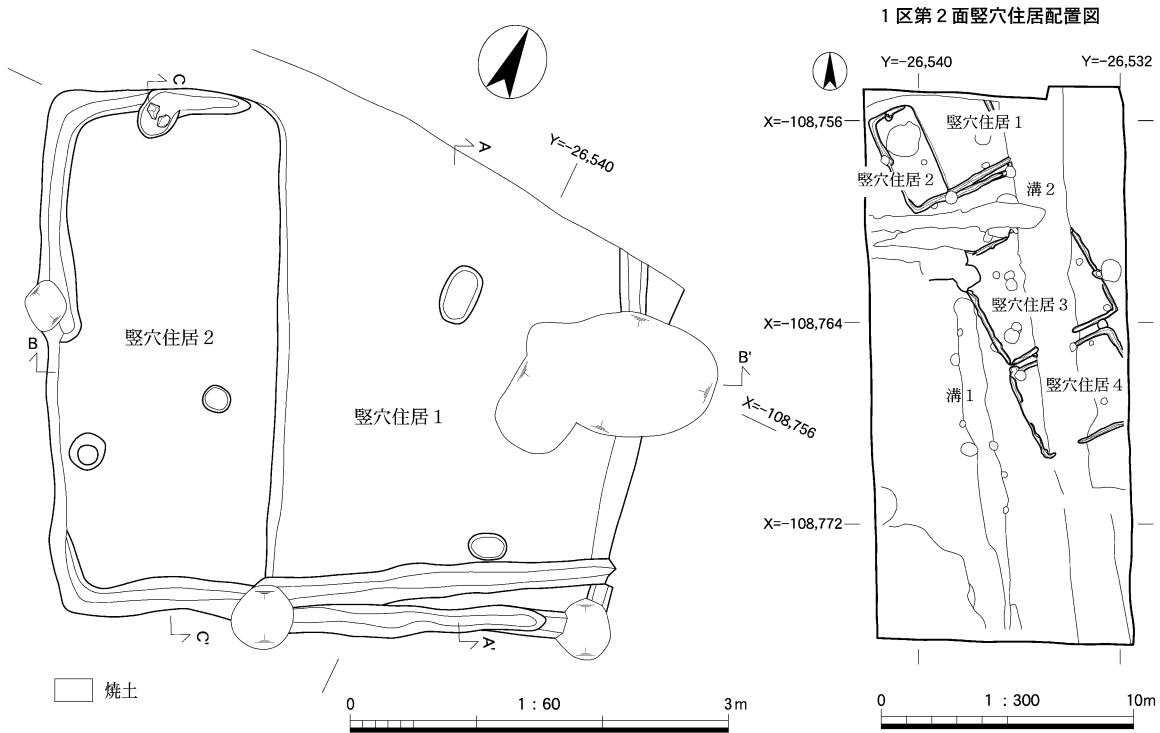 1区第2面竪穴住居配置図
Y=−26,540
Y=−26,532
X=−108,756
X=−108,764
X=−108,772
竪穴住居1
竪穴住居2
溝2
竪穴住居3
竪穴住居4
溝1
0 1:300 10m
C
A
Y=−26,540
竪穴住居2
B
竪穴住居1
B'
X=−108,756
C'
A'
焼土
0 1:60 3m